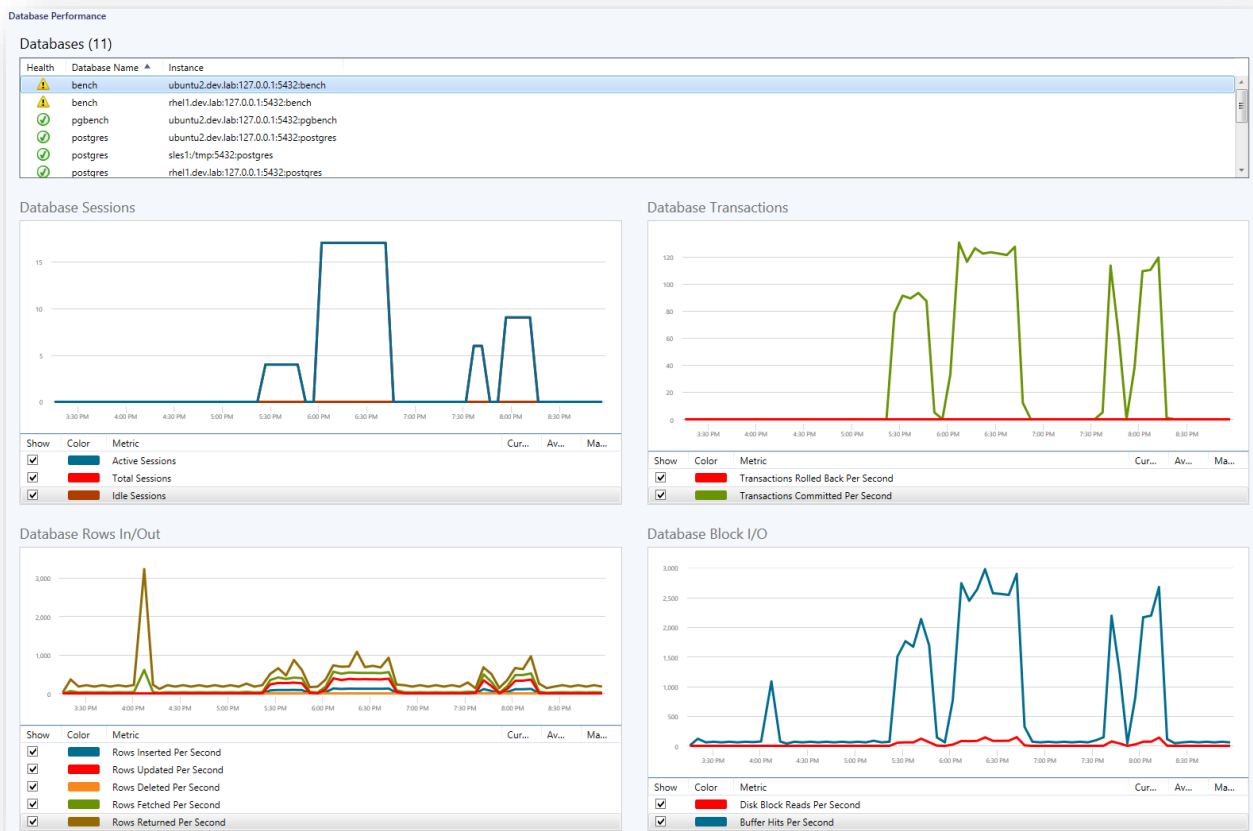 Database Performance
Databases (11)
Health Database Name Instance
bench ubuntu2.dev.lab:127.0.0.1:5432:bench
bench rhel1.dev.lab:127.0.0.1:5432:bench
pgbench ubuntu2.dev.lab:127.0.0.1:5432:pgbench
postgres ubuntu2.dev.lab:127.0.0.1:5432:postgres
postgres sles1:/tmp:5432:postgres
postgres rhel1.dev.lab:127.0.0.1:5432:postgres
Database Sessions
15
10
5
0
3:30 PM 4:00 PM 4:30 PM 5:00 PM 5:30 PM 6:00 PM 6:30 PM 7:00 PM 7:30 PM 8:00 PM 8:30 PM
Show Color Metric Cur... Av... Ma...
Active Sessions
Total Sessions
Idle Sessions
Database Transactions
120
100
80
60
40
20
0
3:30 PM 4:00 PM 4:30 PM 5:00 PM 5:30 PM 6:00 PM 6:30 PM 7:00 PM 7:30 PM 8:00 PM 8:30 PM
Show Color Metric Cur... Av... Ma...
Transactions Rolled Back Per Second
Transactions Committed Per Second
Database Rows In/Out
3,000
2,000
1,000
0
3:30 PM 4:00 PM 4:30 PM 5:00 PM 5:30 PM 6:00 PM 6:30 PM 7:00 PM 7:30 PM 8:00 PM 8:30 PM
Show Color Metric Cur... Av... Ma...
Rows Inserted Per Second
Rows Updated Per Second
Rows Deleted Per Second
Rows Fetched Per Second
Rows Returned Per Second
Database Block I/O
3,000
2,500
2,000
1,500
1,000
500
0
3:30 PM 4:00 PM 4:30 PM 5:00 PM 5:30 PM 6:00 PM 6:30 PM 7:00 PM 7:30 PM 8:00 PM 8:30 PM
Show Color Metric Cur... Av... Ma...
Disk Block Reads Per Second
Buffer Hits Per Second